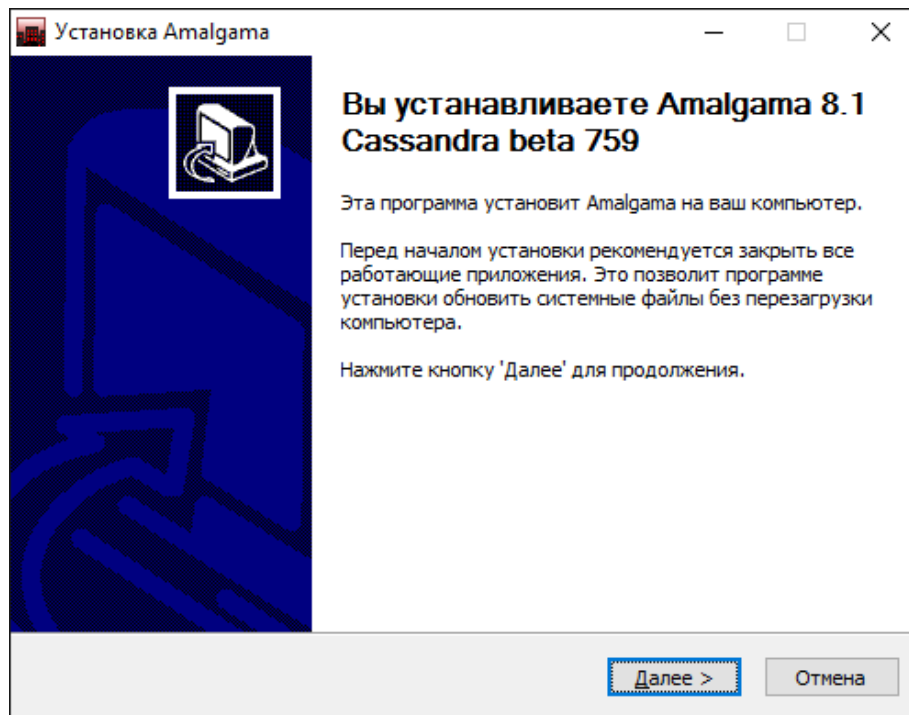 Установка Amalgama
Вы устанавливаете Amalgama 8.1
Cassandra beta 759
Эта программа установит Amalgama на ваш компьютер.
Перед началом установки рекомендуется закрыть все
работающие приложения. Это позволит программе
установки обновить системные файлы без перезагрузки
компьютера.
Нажмите кнопку 'Далее' для продолжения.
Далее >
Отмена